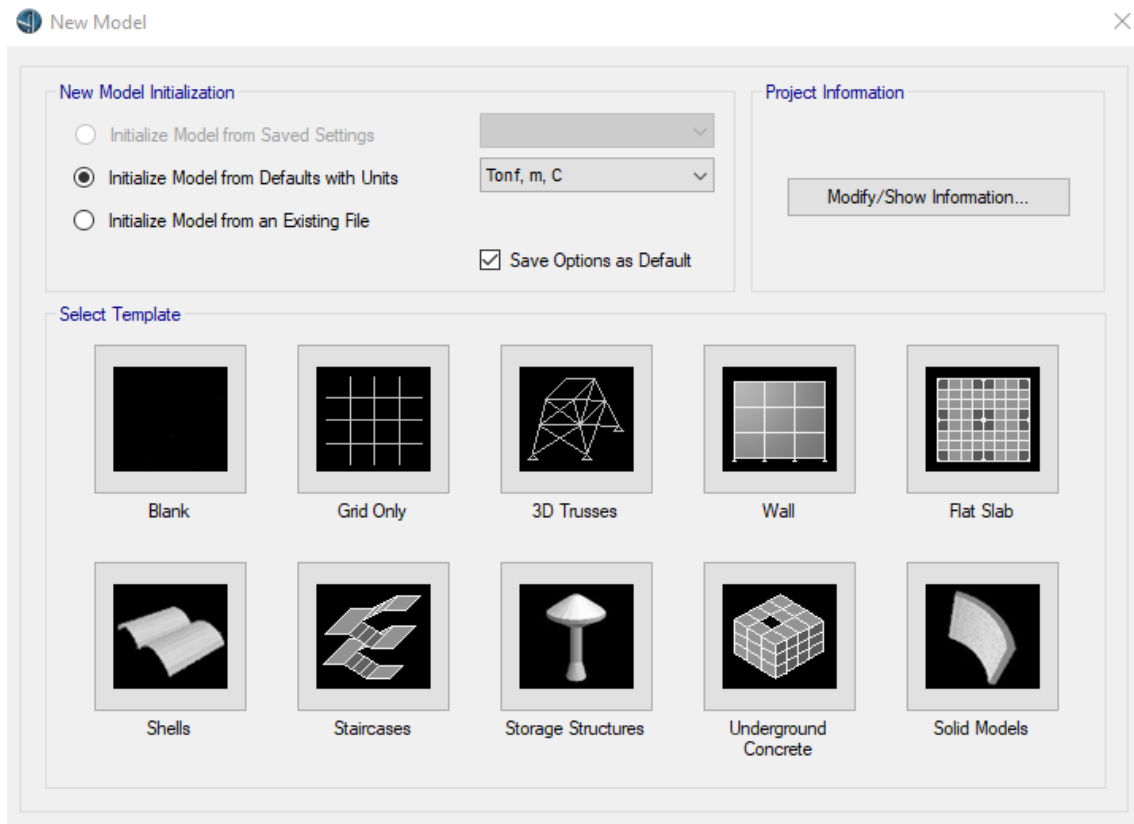 New Model
New Model Initialization
Initialize Model from Saved Settings
Initialize Model from Defaults with Units
Tonf, m, C
Initialize Model from an Existing File
Save Options as Default
Project Information
Modify/Show Information...
Select Template
Blank
Grid Only
3D Trusses
Wall
Flat Slab
Shells
Staircases
Storage Structures
Underground
Concrete
Solid Models